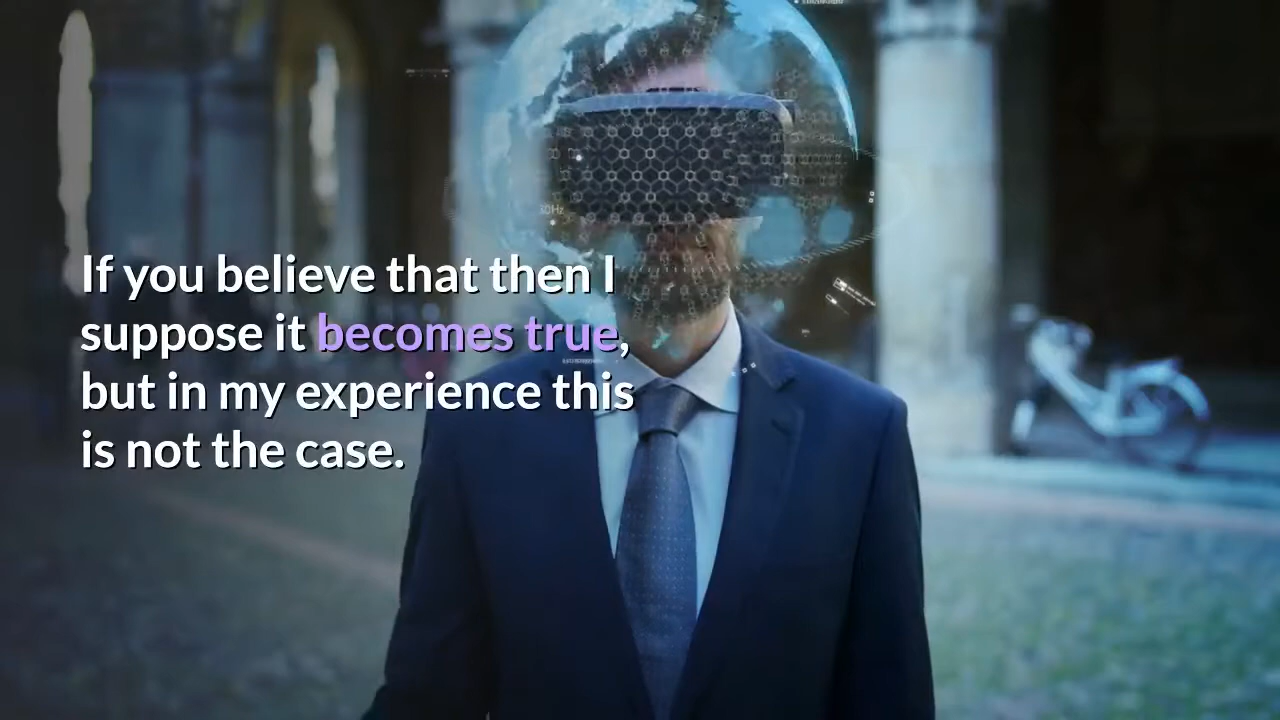 If you believe that then I
suppose it becomes true,
but in my experience this
is not the case.